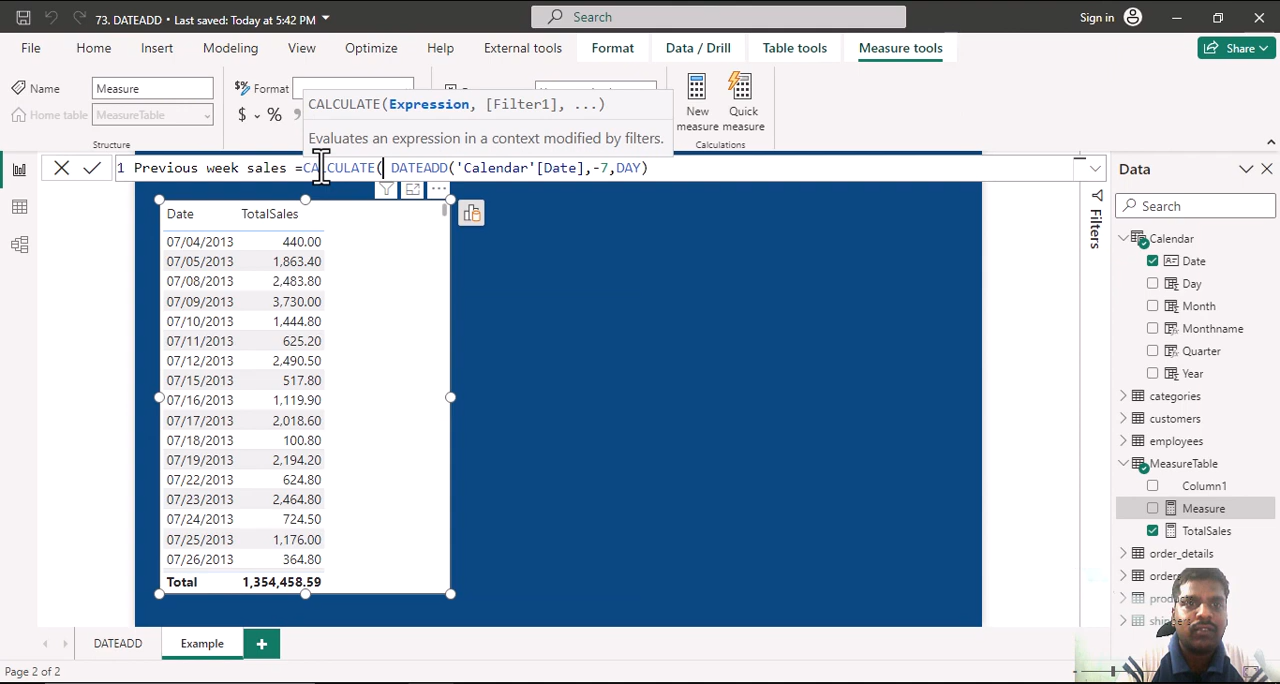 73. DATEADD • Last saved: Today at 5:42 PM
Search
Sign in
File
Home
Insert
Modeling
View
Optimize
Help
External tools
Format
Data / Drill
Table tools
Measure tools
Share
Name
Measure
Home table
MeasureTable
Structure
$% Format
$
%
New measure
Quick measure
Calculations
CALCULATE(Expression, [Filter1], ...)
Evaluates an expression in a context modified by filters.
1 Previous week sales =CALCULATE( DATEADD('Calendar'[Date],-7,DAY)
Date TotalSales
07/04/2013 440.00
07/05/2013 1,863.40
07/08/2013 2,483.80
07/09/2013 3,730.00
07/10/2013 1,444.80
07/11/2013 625.20
07/12/2013 2,490.50
07/15/2013 517.80
07/16/2013 1,119.90
07/17/2013 2,018.60
07/18/2013 100.80
07/19/2013 2,194.20
07/22/2013 624.80
07/23/2013 2,464.80
07/24/2013 724.50
07/25/2013 1,176.00
07/26/2013 364.80
Total 1,354,458.59
Filters
Data
Search
Calendar
Date
Day
Month
Monthname
Quarter
Year
categories
customers
employees
MeasureTable
Column1
Measure
TotalSales
order_details
DATEADD
Example
Page 2 of 2